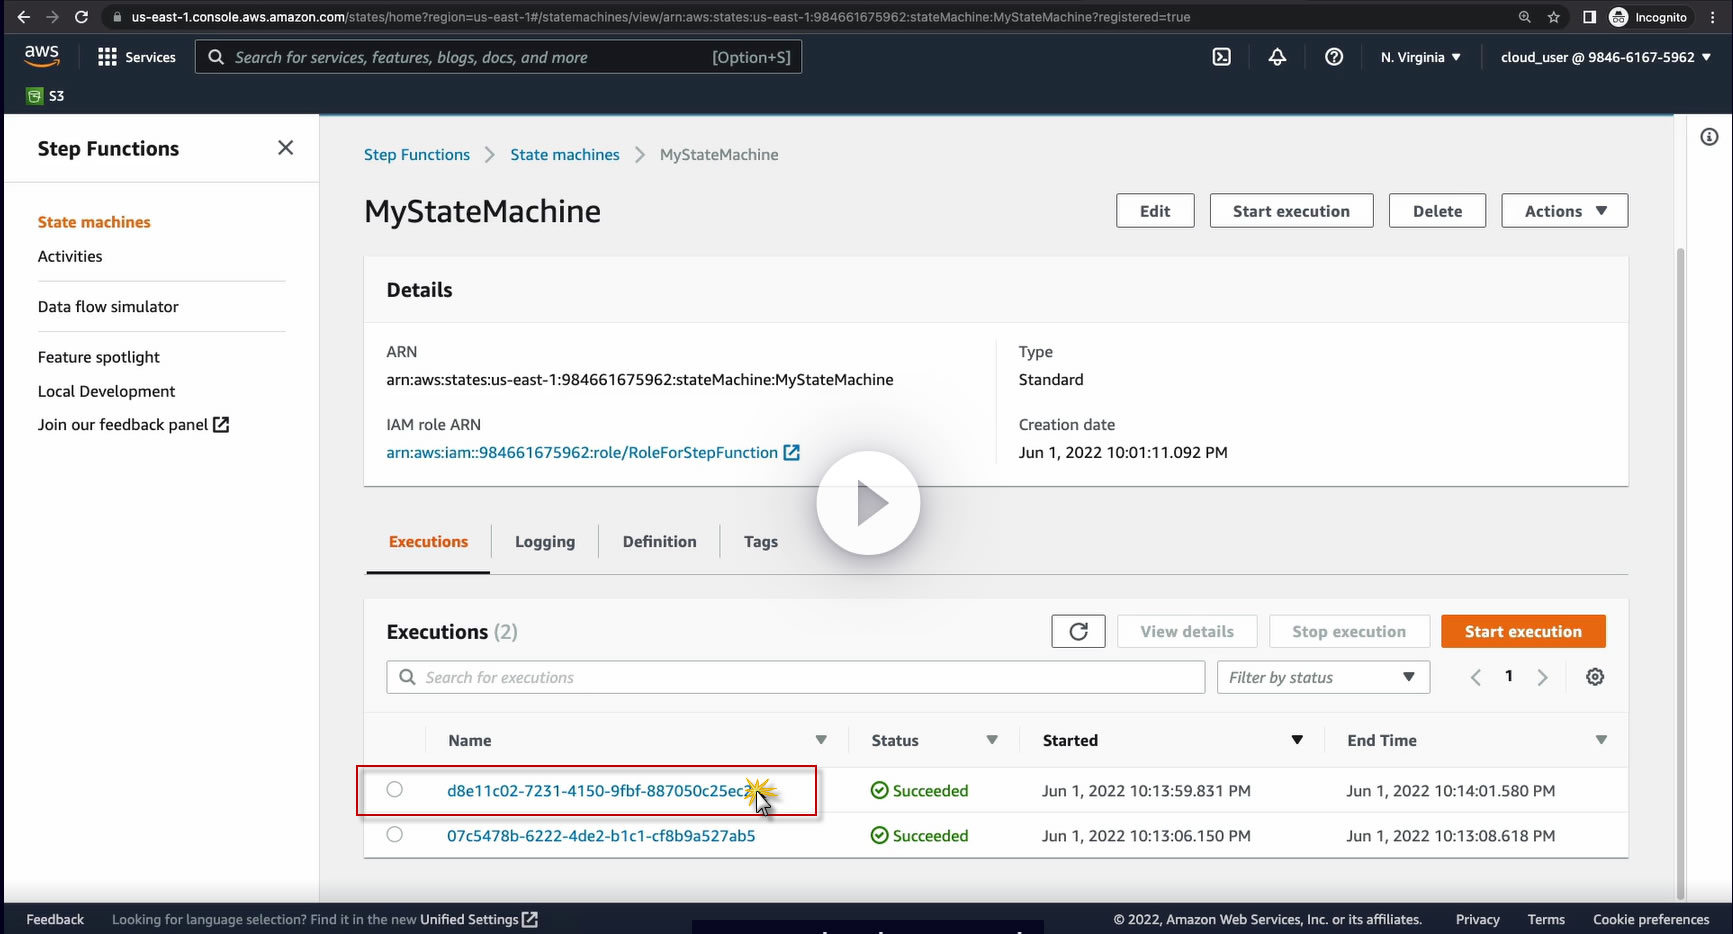 us-east-1.console.aws.amazon.com/states/home?region=us-east-1#/statemachines/view/arn:aws:states:us-east-1:984661675962:stateMachine:MyStateMachine?registered=true
Incognito
aws
Services
Search for services, features, blogs, docs, and more
[Option+S]
N. Virginia
cloud_user @ 9846-6167-5962
S3
Step Functions
State machines
Activities
Data flow simulator
Feature spotlight
Local Development
Join our feedback panel
Step Functions
State machines
MyStateMachine
MyStateMachine
Edit
Start execution
Delete
Actions
Details
ARN
arn:aws:states:us-east-1:984661675962:stateMachine:MyStateMachine
IAM role ARN
arn:aws:iam::984661675962:role/RoleForStepFunction
Type
Standard
Creation date
Jun 1, 2022 10:01:11.092 PM
Executions
Logging
Definition
Tags
Executions (2)
View details
Stop execution
Start execution
Search for executions
Filter by status
1
Name
Status
Started
End Time
Succeeded
Jun 1, 2022 10:13:59.831 PM
Jun 1, 2022 10:14:01.580 PM
07c5478b-6222-4de2-b1c1-cf8b9a527ab5
Succeeded
Jun 1, 2022 10:13:06.150 PM
Jun 1, 2022 10:13:08.618 PM
Feedback
Looking for language selection? Find it in the new Unified Settings
© 2022, Amazon Web Services, Inc. or its affiliates.
Privacy
Terms
Cookie preferences